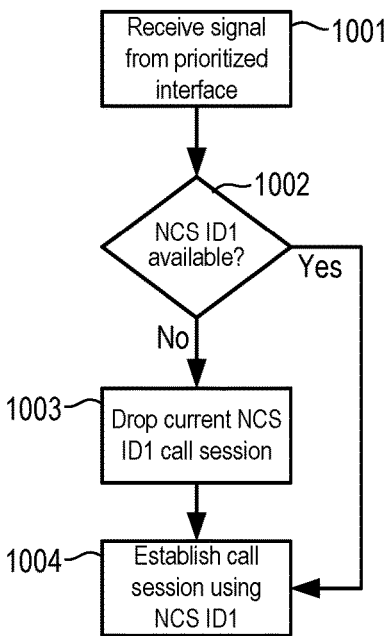 Receive signal
from prioritized
interface
1001
1002
NCS ID1
available?
Yes
No
1003
Drop current NCS
ID1 call session
1004
Establish call
session using
NCS ID1